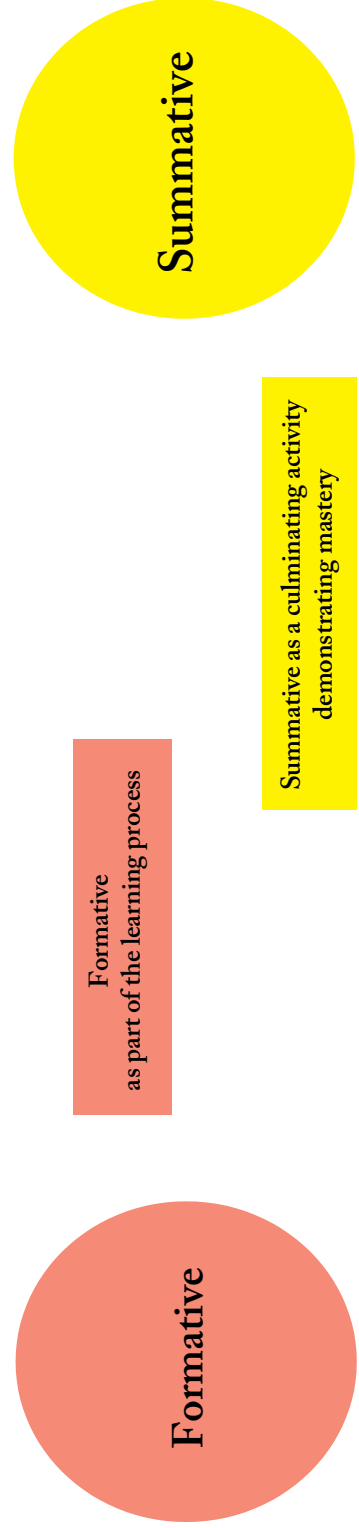 Formative
Formative
as part of the learning process
Summative as a culminating activity
demonstrating mastery
Summative